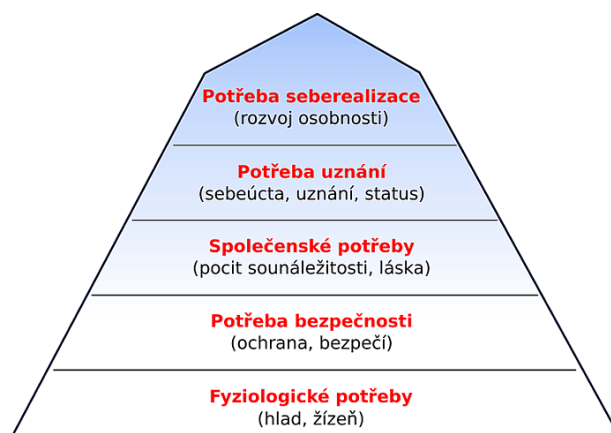 Potřeba seberealizace
(rozvoj osobnosti)
Potřeba uznání
(sebeúcta, uznání, status)
Společenské potřeby
(pocit sounáležitosti, láska)
Potřeba bezpečnosti
(ochrana, bezpečí)
Fyziologické potřeby
(hlad, žízeň)